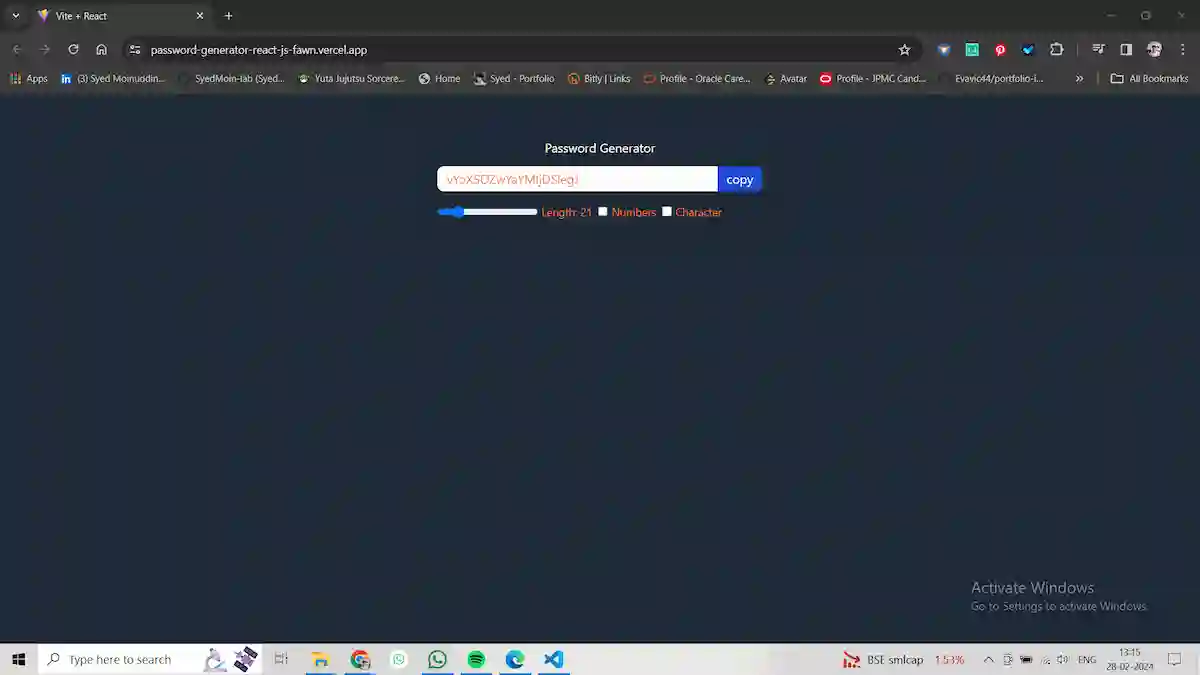 Vite + React
password-generator-react-js-fawn.vercel.app
Apps (3) Syed Moinuddin... SyedMoin-lab (Syed... Yuta Jujutsu Sorcere... Home Syed - Portfolio Bitly | Links Profile - Oracle Care... Avatar Profile - JPMC Cand... Evavic44/portfolio-i... » All Bookmarks
Password Generator
copy
Length: 21 Numbers Character
Activate Windows
Go to Settings to activate Windows.
Type here to search BSE smlcap 1.53% ENG 13:15
28-02-2024